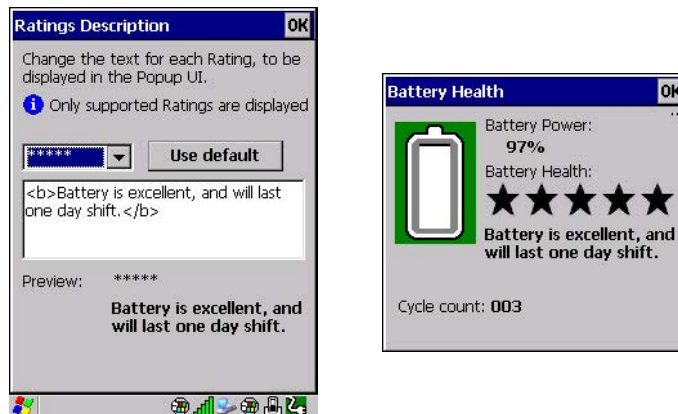 Ratings Description OK
Change the text for each Rating, to be
displayed in the Popup UI.
Only supported Ratings are displayed
***** Use default
<b>Battery is excellent, and will last
one day shift.</b>
Preview: *****
Battery is excellent, and
will last one day shift.
Battery Health OK
Battery Power:
97%
Battery Health:
Battery is excellent, and
will last one day shift.
Cycle count: 003